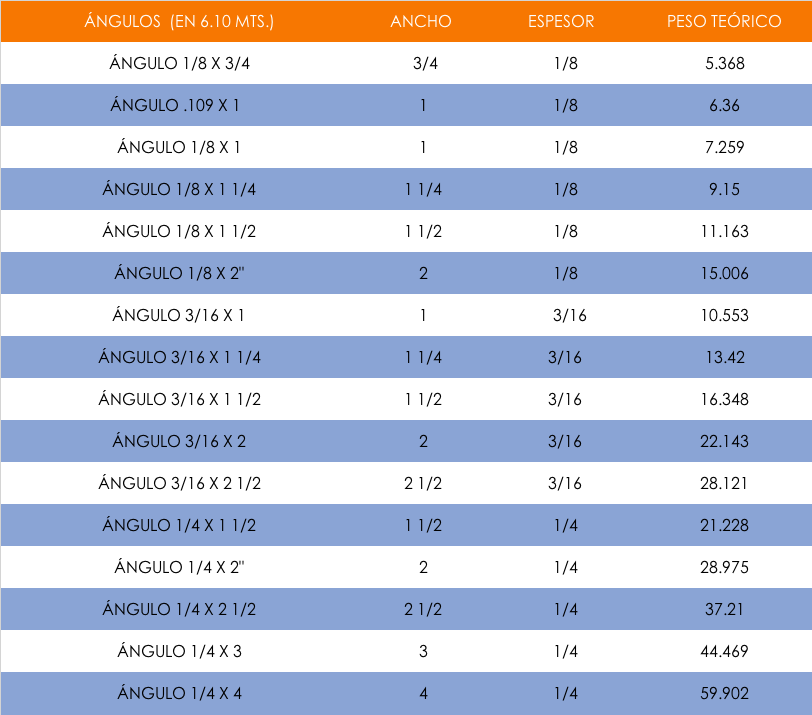 ÁNGULOS (EN 6.10 MTS.) ANCHO ESPESOR PESO TEÓRICO
ÁNGULO 1/8 X 3/4 3/4 1/8 5.368
ÁNGULO .109 X 1 1 1/8 6.36
ÁNGULO 1/8 X 1 1 1/8 7.259
ÁNGULO 1/8 X 1 1/4 1 1/4 1/8 9.15
ÁNGULO 1/8 X 1 1/2 1 1/2 1/8 11.163
ÁNGULO 1/8 X 2" 2 1/8 15.006
ÁNGULO 3/16 X 1 1 3/16 10.553
ÁNGULO 3/16 X 1 1/4 1 1/4 3/16 13.42
ÁNGULO 3/16 X 1 1/2 1 1/2 3/16 16.348
ÁNGULO 3/16 X 2 2 3/16 22.143
ÁNGULO 3/16 X 2 1/2 2 1/2 3/16 28.121
ÁNGULO 1/4 X 1 1/2 1 1/2 1/4 21.228
ÁNGULO 1/4 X 2" 2 1/4 28.975
ÁNGULO 1/4 X 2 1/2 2 1/2 1/4 37.21
ÁNGULO 1/4 X 3 3 1/4 44.469
ÁNGULO 1/4 X 4 4 1/4 59.902